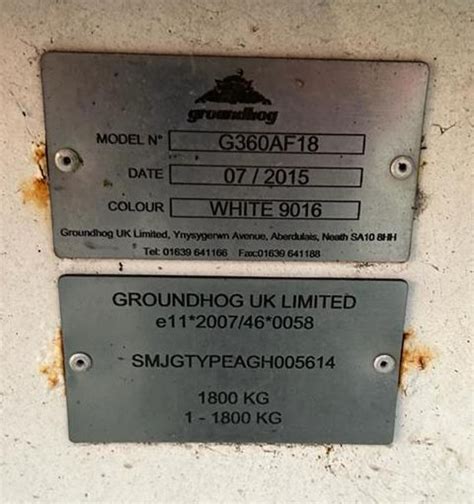 groundhog
MODEL N° G360AF18
DATE 07 / 2015
COLOUR WHITE 9016
Groundhog UK Limited, Ynysygerwn Avenue, Aberdulais, Neath SA10 8HH
Tel: 01639 641166 Fax:01639 641188
GROUNDHOG UK LIMITED
e11*2007/46*0058
SMJGTYPEAGH005614
1800 KG
1 - 1800 KG